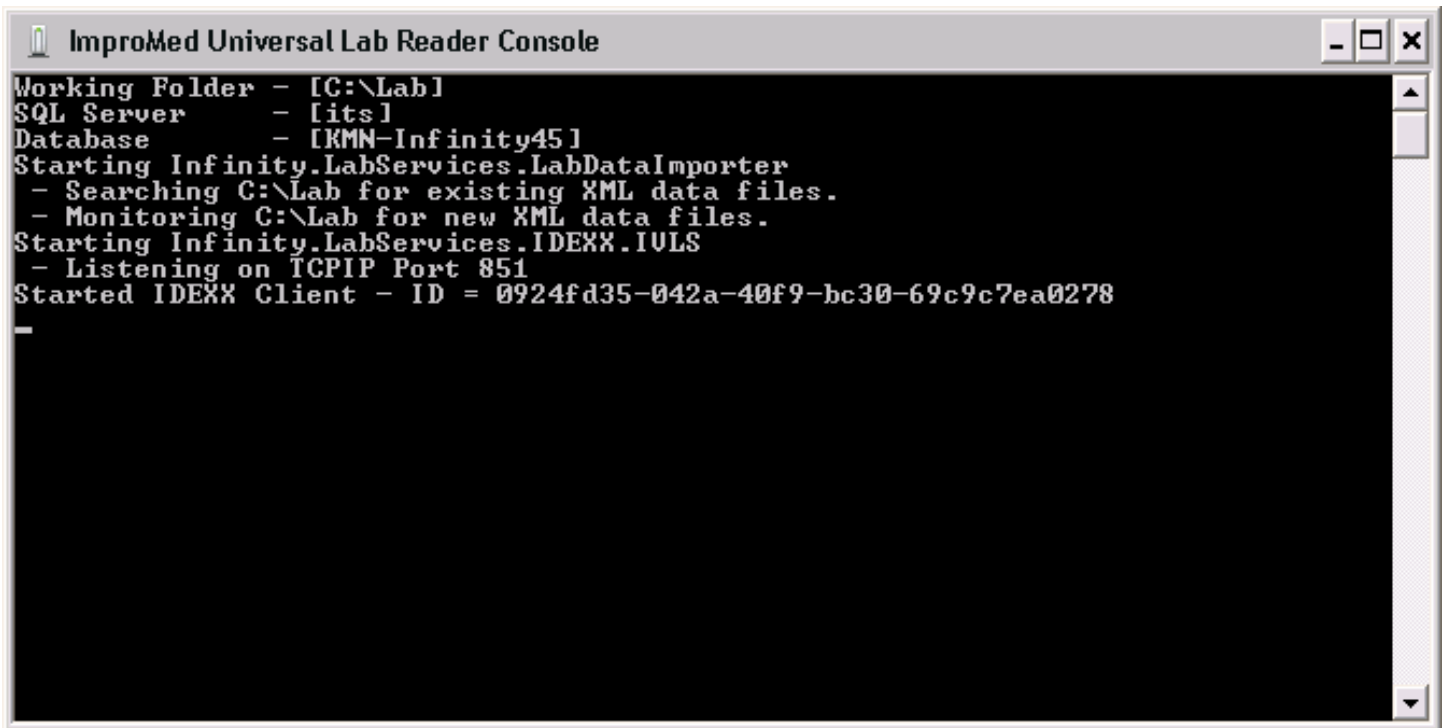 ImproMed Universal Lab Reader Console
Working Folder - [C:\Lab]
SQL Server     - [its]
Database       - [KMN-Infinity45]
Starting Infinity.LabServices.LabDataImporter
 - Searching C:\Lab for existing XML data files.
 - Monitoring C:\Lab for new XML data files.
Starting Infinity.LabServices.IDEXX.IVLS
 - Listening on TCPIP Port 851
Started IDEXX Client - ID = 0924fd35-042a-40f9-bc30-69c9c7ea0278